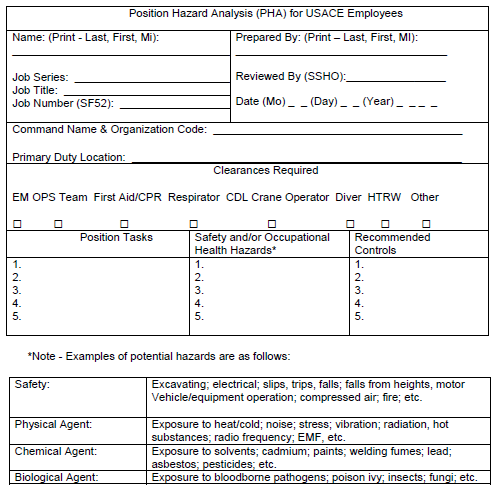 Position Hazard Analysis (PHA) for USACE Employees
Name: (Print - Last, First, Mi):
Job Series:
Job Title:
Job Number (SF52):
Prepared By: (Print – Last, First, MI):
Reviewed By (SSHO):
Date (Mo) _ _ (Day) _ _ (Year) _ _ _ _
Command Name & Organization Code:
Primary Duty Location:
Clearances Required
EM OPS Team First Aid/CPR Respirator CDL Crane Operator Diver HTRW Other
□ □ □ □ □ □ □ □
Position Tasks
1.
2.
3.
4.
5.
Safety and/or Occupational
Health Hazards*
1.
2.
3.
4.
5.
Recommended
Controls
1.
2.
3.
4.
5.
*Note - Examples of potential hazards are as follows:
Safety: Excavating; electrical; slips, trips, falls; falls from heights, motor
Vehicle/equipment operation; compressed air; fire; etc.
Physical Agent: Exposure to heat/cold; noise; stress; vibration; radiation, hot
substances; radio frequency; EMF, etc.
Chemical Agent: Exposure to solvents; cadmium; paints; welding fumes; lead;
asbestos; pesticides; etc.
Biological Agent: Exposure to bloodborne pathogens; poison ivy; insects; fungi; etc.